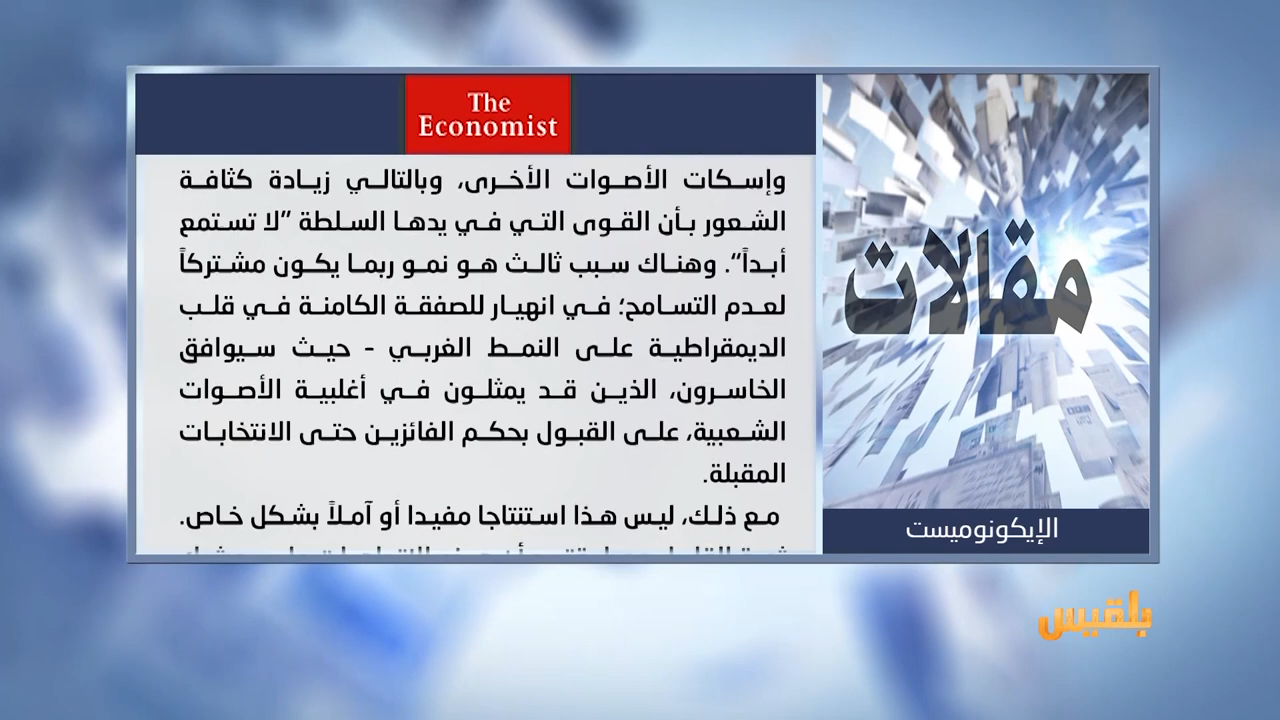 The
Economist
وإسكات الأصوات الأخرى، وبالتالي زيادة كثافة
الشعور بأن القوى التي في يدها السلطة ”لا تستمع
أبداً“. وهناك سبب ثالث هو نمو ربما يكون مشتركاً
لعدم التسامح؛ في انهيار للصفقة الكامنة في قلب
الديمقراطية على النمط الغربي - حيث سيوافق
الخاسرون، الذين قد يمثلون في أغلبية الأصوات
الشعبية، على القبول بحكم الفائزين حتى الانتخابات
المقبلة.
مع ذلك، ليس هذا استنتاجا مفيدا أو آملاً بشكل خاص.
مقالات
الإيكونوميست
بلقيس